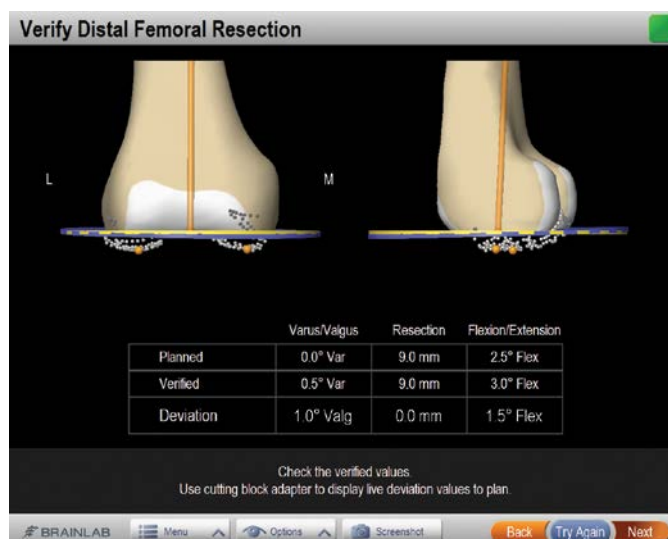 Verify Distal Femoral Resection
L M
Varus/Valgus Resection Flexion/Extension
Planned 0.0° Var 9.0 mm 2.5° Flex
Verified 0.5° Var 9.0 mm 3.0° Flex
Deviation 1.0° Valg 0.0 mm 1.5° Flex
Check the verified values.
Use cutting block adapter to display live deviation values to plan.
BRAINLAB Menu Options Screenshot Back Try Again Next